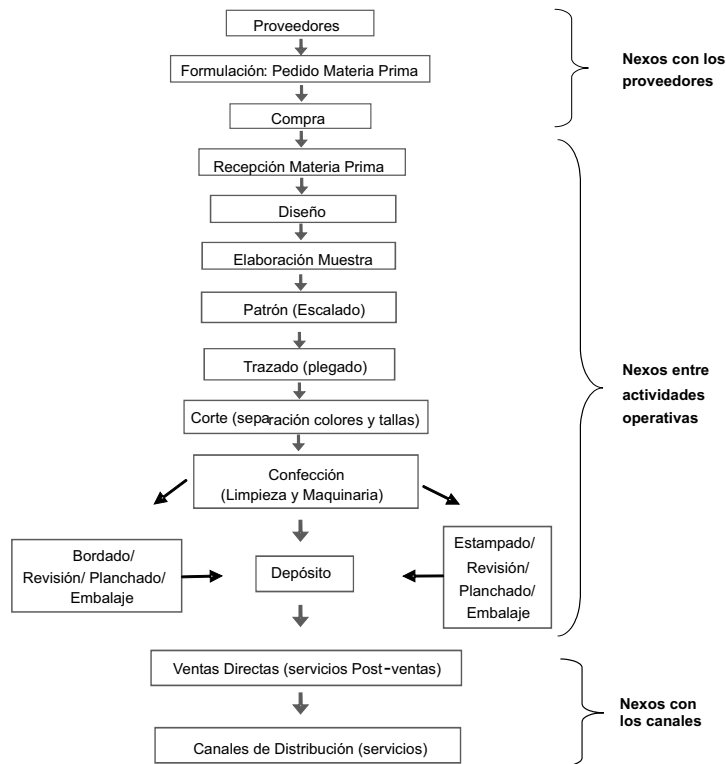 Proveedores
Formulación: Pedido Materia Prima
Compra
Nexos con los
proveedores
Recepción Materia Prima
Diseño
Elaboración Muestra
Patrón (Escalado)
Trazado (plegado)
Corte (separación colores y tallas)
Confección
(Limpieza y Maquinaria)
Bordado/
Revisión/ Planchado/
Embalaje
Depósito
Estampado/
Revisión/
Planchado/
Embalaje
Nexos entre
actividades
operativas
Ventas Directas (servicios Post-ventas)
Canales de Distribución (servicios)
Nexos con
los canales